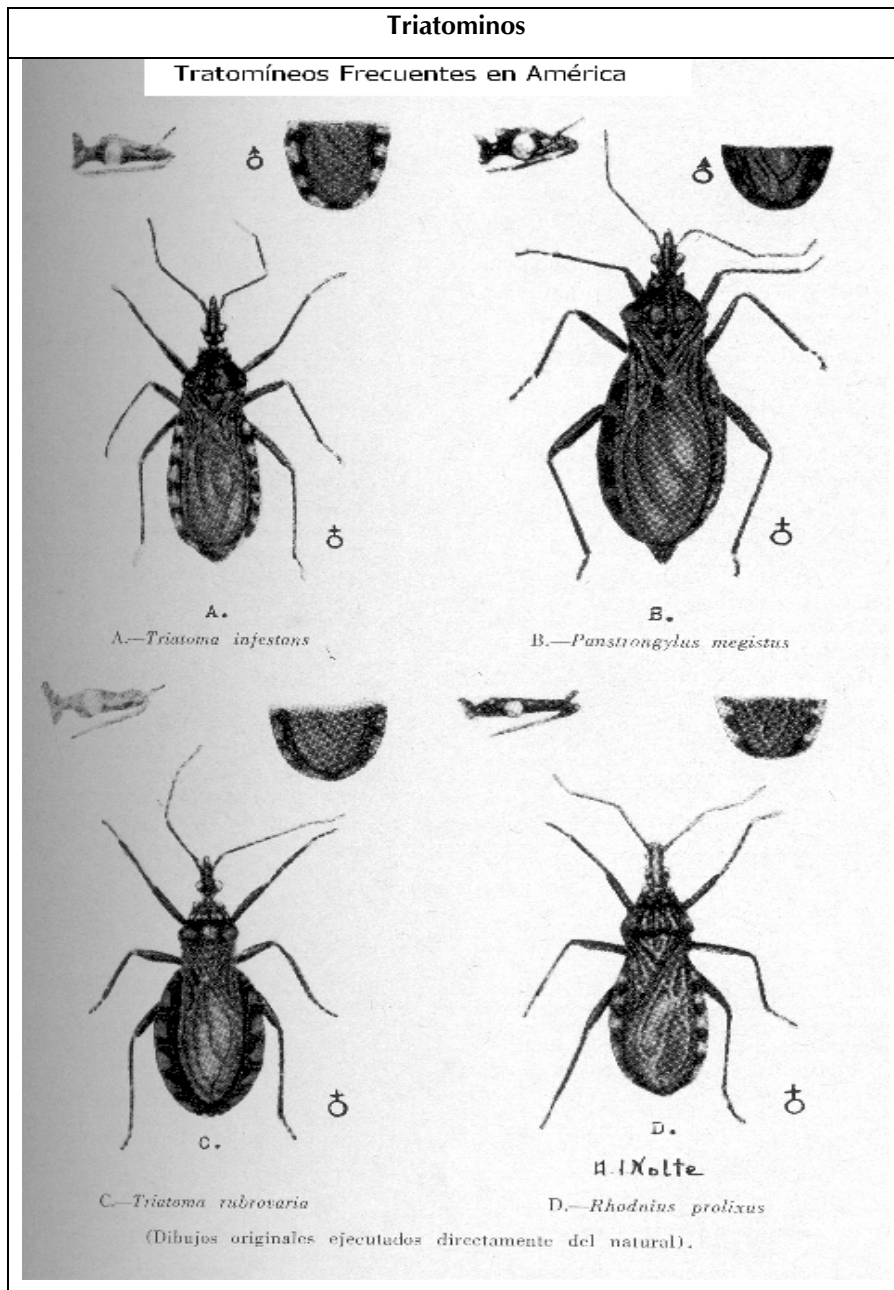 Triatominos
Tratomíneos Frecuentes en América
♂
♂
♁
♁
A.
B.
A.—Triatoma infestans
B.—Panstrongylus megistus
♁
♁
C.
D.
H. I Nolte
C.—Triatoma rubrovaria
D.—Rhodnius prolixus
(Dibujos originales ejecutados directamente del natural).